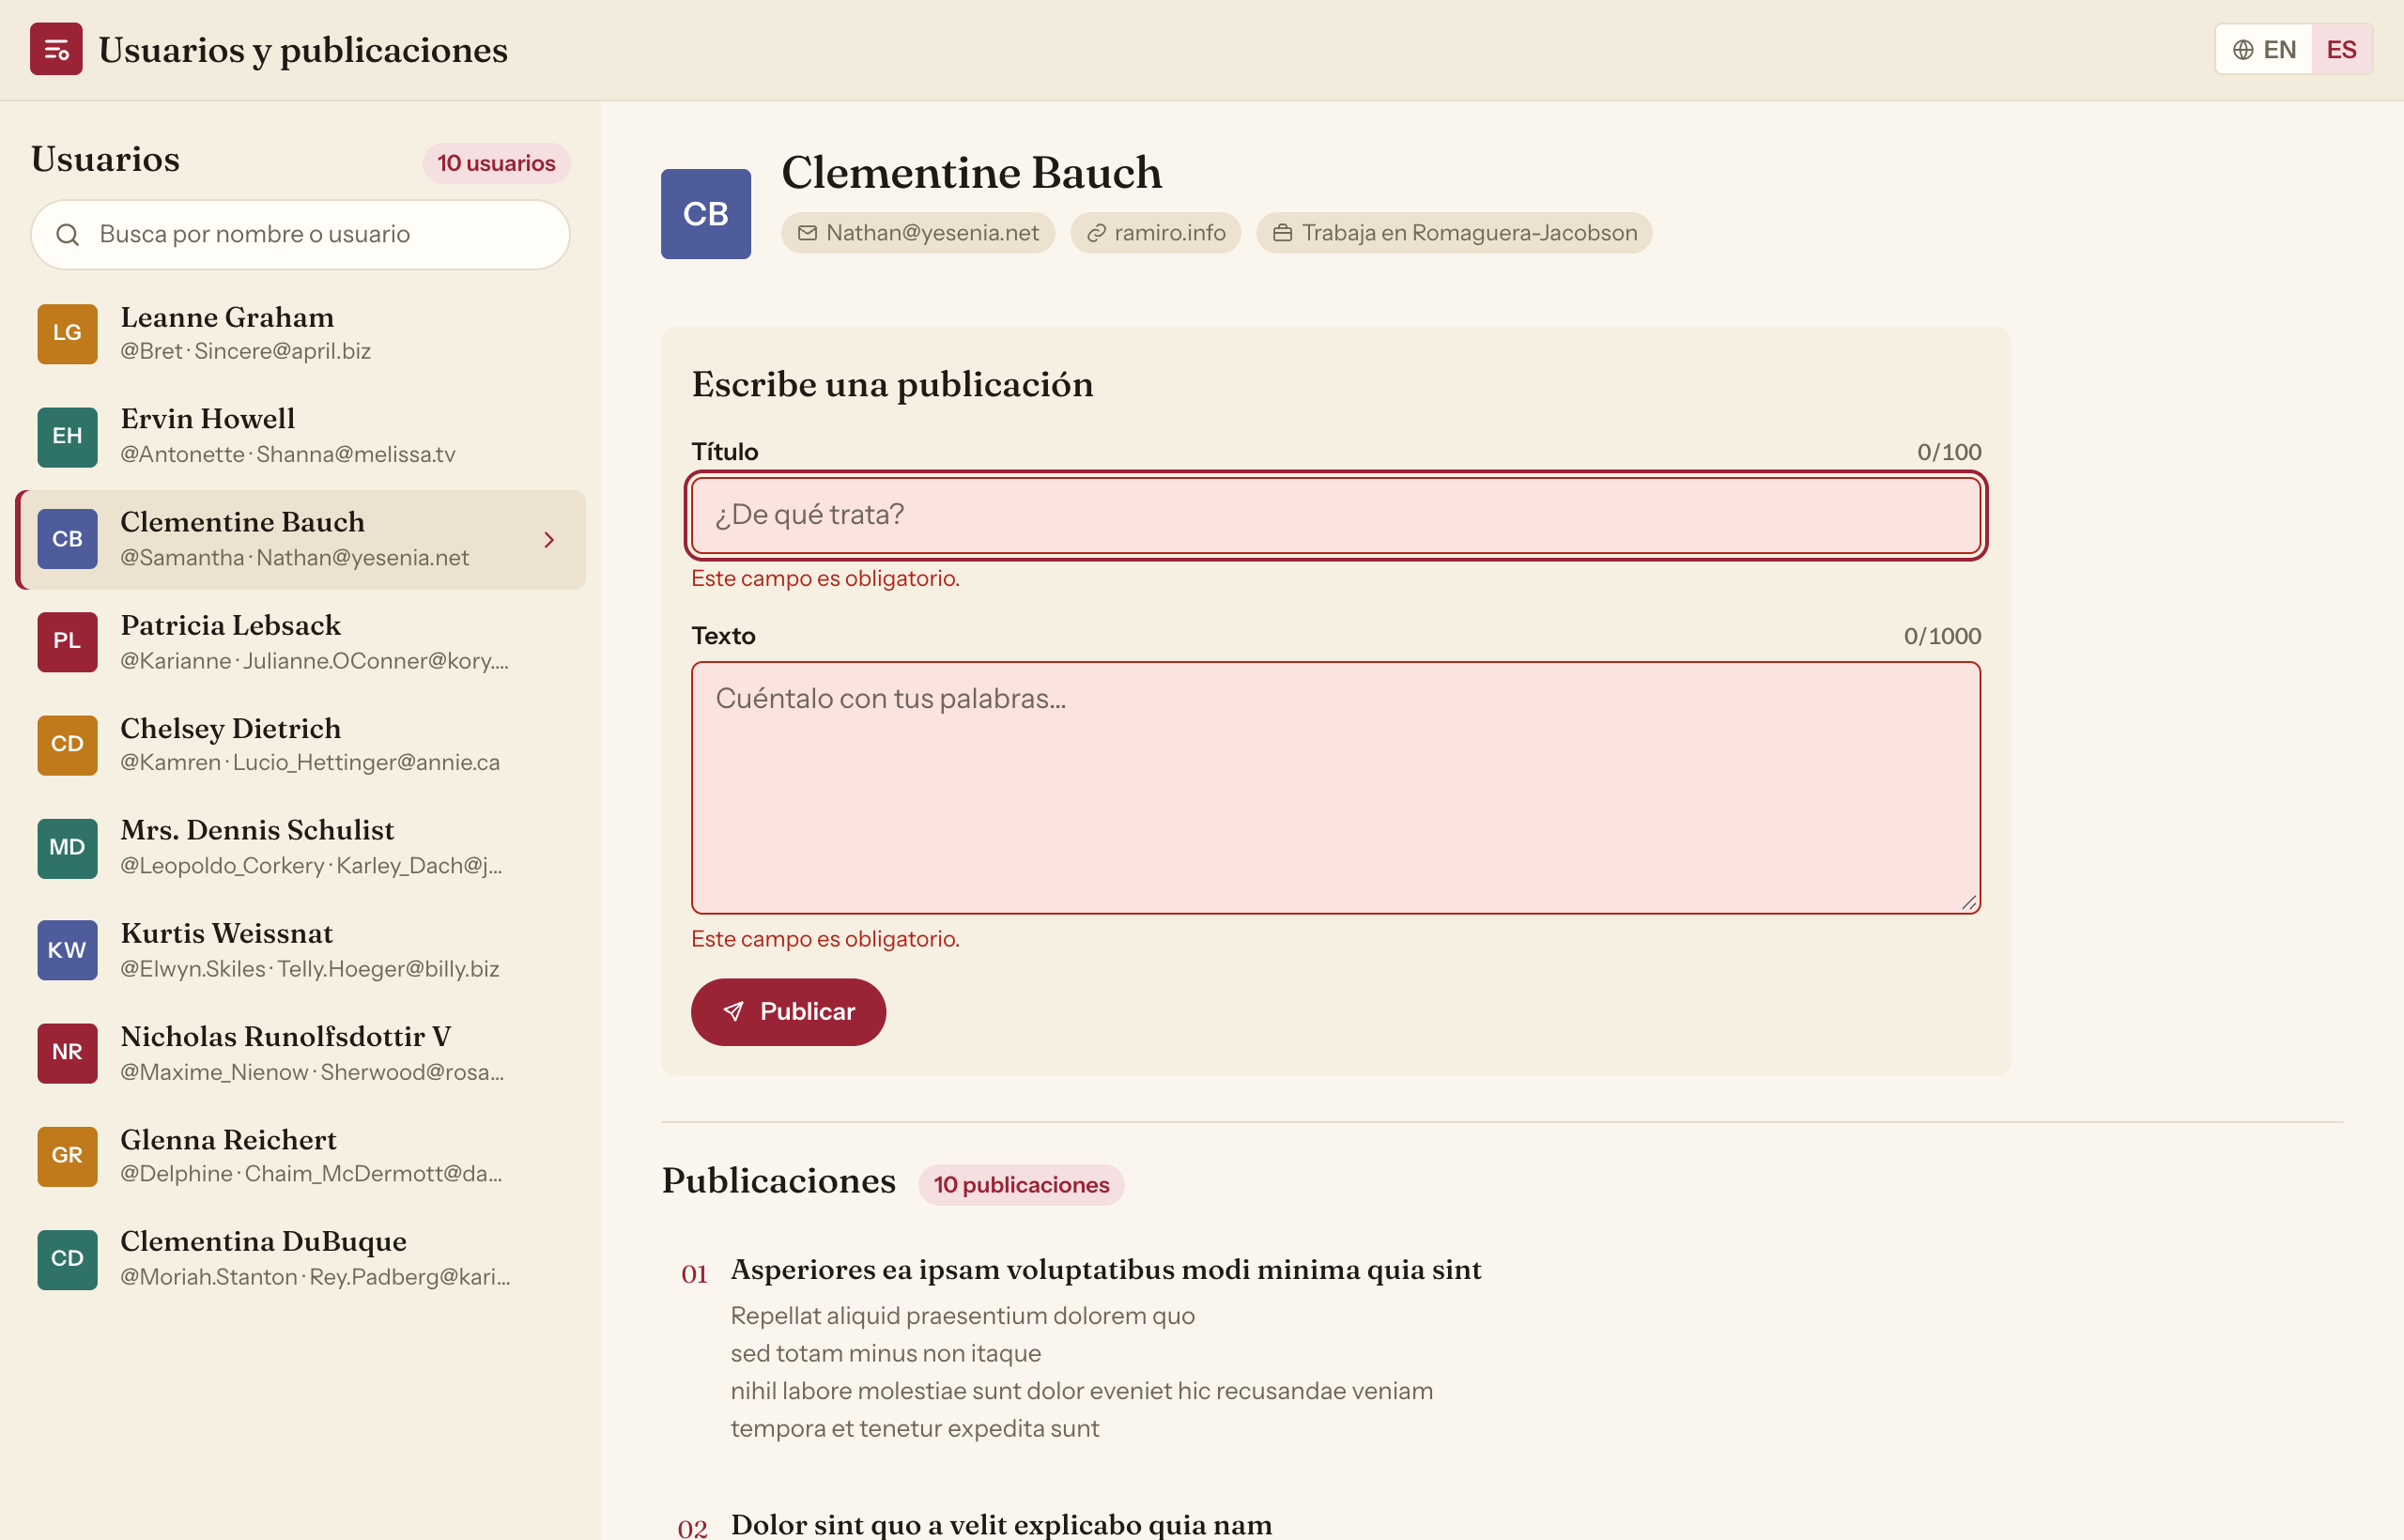 Usuarios y publicaciones
EN
ES
Usuarios
10 usuarios
Busca por nombre o usuario
LG
Leanne Graham
@Bret · Sincere@april.biz
EH
Ervin Howell
@Antonette · Shanna@melissa.tv
CB
Clementine Bauch
@Samantha · Nathan@yesenia.net
PL
Patricia Lebsack
@Karianne · Julianne.OConner@kory....
CD
Chelsey Dietrich
@Kamren · Lucio_Hettinger@annie.ca
MD
Mrs. Dennis Schulist
@Leopoldo_Corkery · Karley_Dach@j...
KW
Kurtis Weissnat
@Elwyn.Skiles · Telly.Hoeger@billy.biz
NR
Nicholas Runolfsdottir V
@Maxime_Nienow · Sherwood@rosa...
GR
Glenna Reichert
@Delphine · Chaim_McDermott@da...
CD
Clementina DuBuque
@Moriah.Stanton · Rey.Padberg@kari...
CB
Clementine Bauch
Nathan@yesenia.net
ramiro.info
Trabaja en Romaguera-Jacobson
Escribe una publicación
Título
0/100
¿De qué trata?
Este campo es obligatorio.
Texto
0/1000
Cuéntalo con tus palabras...
Este campo es obligatorio.
Publicar
Publicaciones
10 publicaciones
01
Asperiores ea ipsam voluptatibus modi minima quia sint
Repellat aliquid praesentium dolorem quo
sed totam minus non itaque
nihil labore molestiae sunt dolor eveniet hic recusandae veniam
tempora et tenetur expedita sunt
02
Dolor sint quo a velit explicabo quia nam